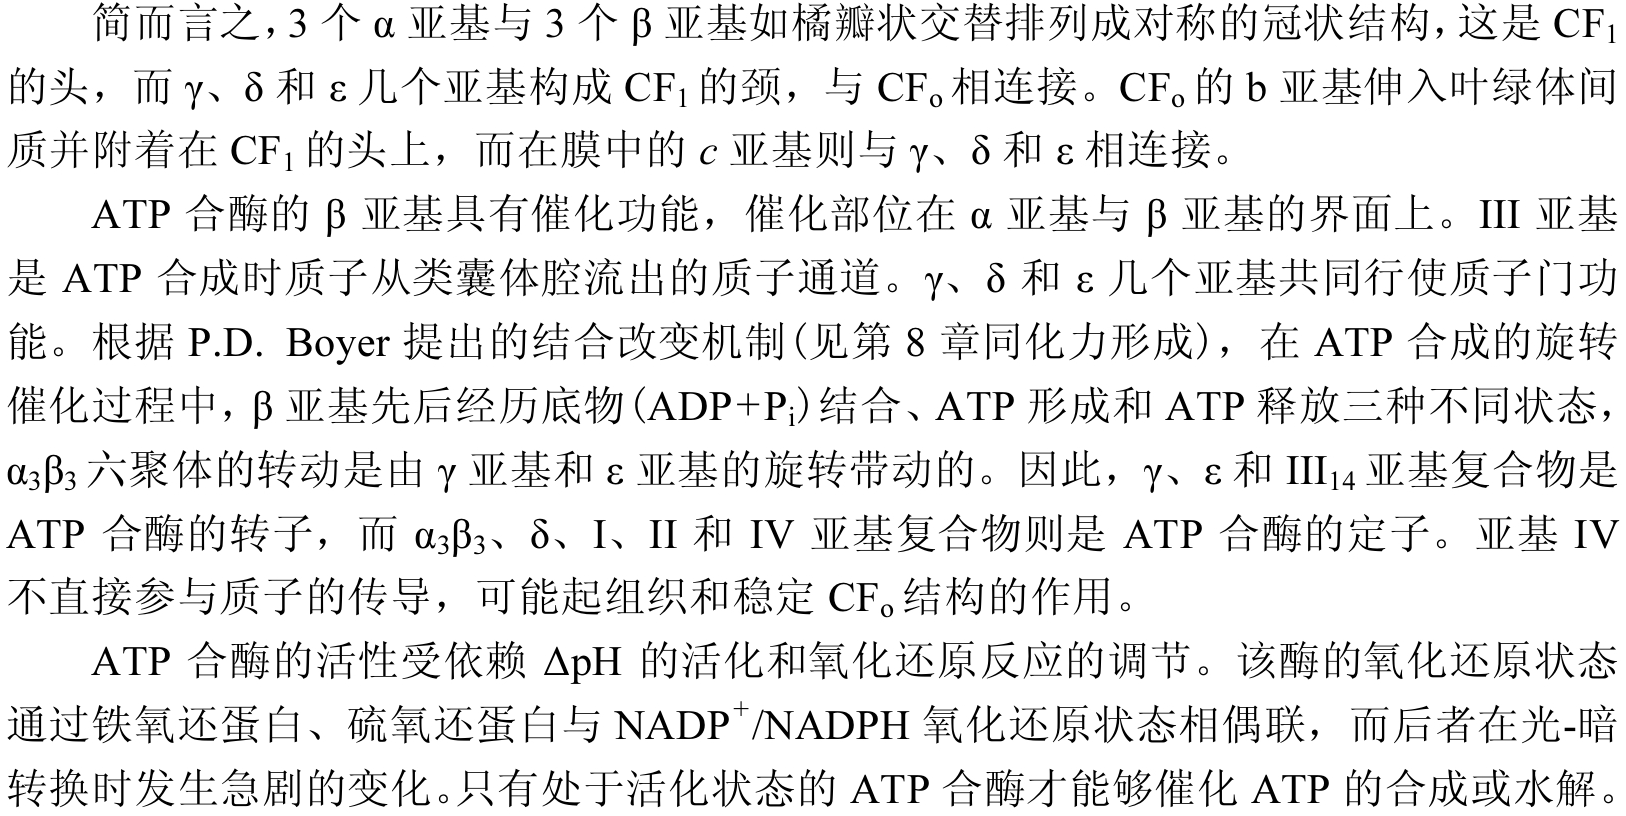 简而言之，3 个 α 亚基与 3 个 β 亚基如橘瓣状交替排列成对称的冠状结构，这是 CF₁
的头，而 γ、δ 和 ε 几个亚基构成 CF₁ 的颈，与 CFₒ 相连接。CFₒ 的 b 亚基伸入叶绿体间
质并附着在 CF₁ 的头上，而在膜中的 c 亚基则与 γ、δ 和 ε 相连接。
ATP 合酶的 β 亚基具有催化功能，催化部位在 α 亚基与 β 亚基的界面上。III 亚基
是 ATP 合成时质子从类囊体腔流出的质子通道。γ、δ 和 ε 几个亚基共同行使质子门功
能。根据 P.D. Boyer 提出的结合改变机制(见第 8 章同化力形成)，在 ATP 合成的旋转
催化过程中，β 亚基先后经历底物(ADP+Pᵢ)结合、ATP 形成和 ATP 释放三种不同状态，
α₃β₃ 六聚体的转动是由 γ 亚基和 ε 亚基的旋转带动的。因此，γ、ε 和 III₁₄ 亚基复合物是
ATP 合酶的转子，而 α₃β₃、δ、I、II 和 IV 亚基复合物则是 ATP 合酶的定子。亚基 IV
不直接参与质子的传导，可能起组织和稳定 CFₒ 结构的作用。
ATP 合酶的活性受依赖 ΔpH 的活化和氧化还原反应的调节。该酶的氧化还原状态
通过铁氧还蛋白、硫氧还蛋白与 NADP⁺/NADPH 氧化还原状态相偶联，而后者在光-暗
转换时发生急剧的变化。只有处于活化状态的 ATP 合酶才能够催化 ATP 的合成或水解。